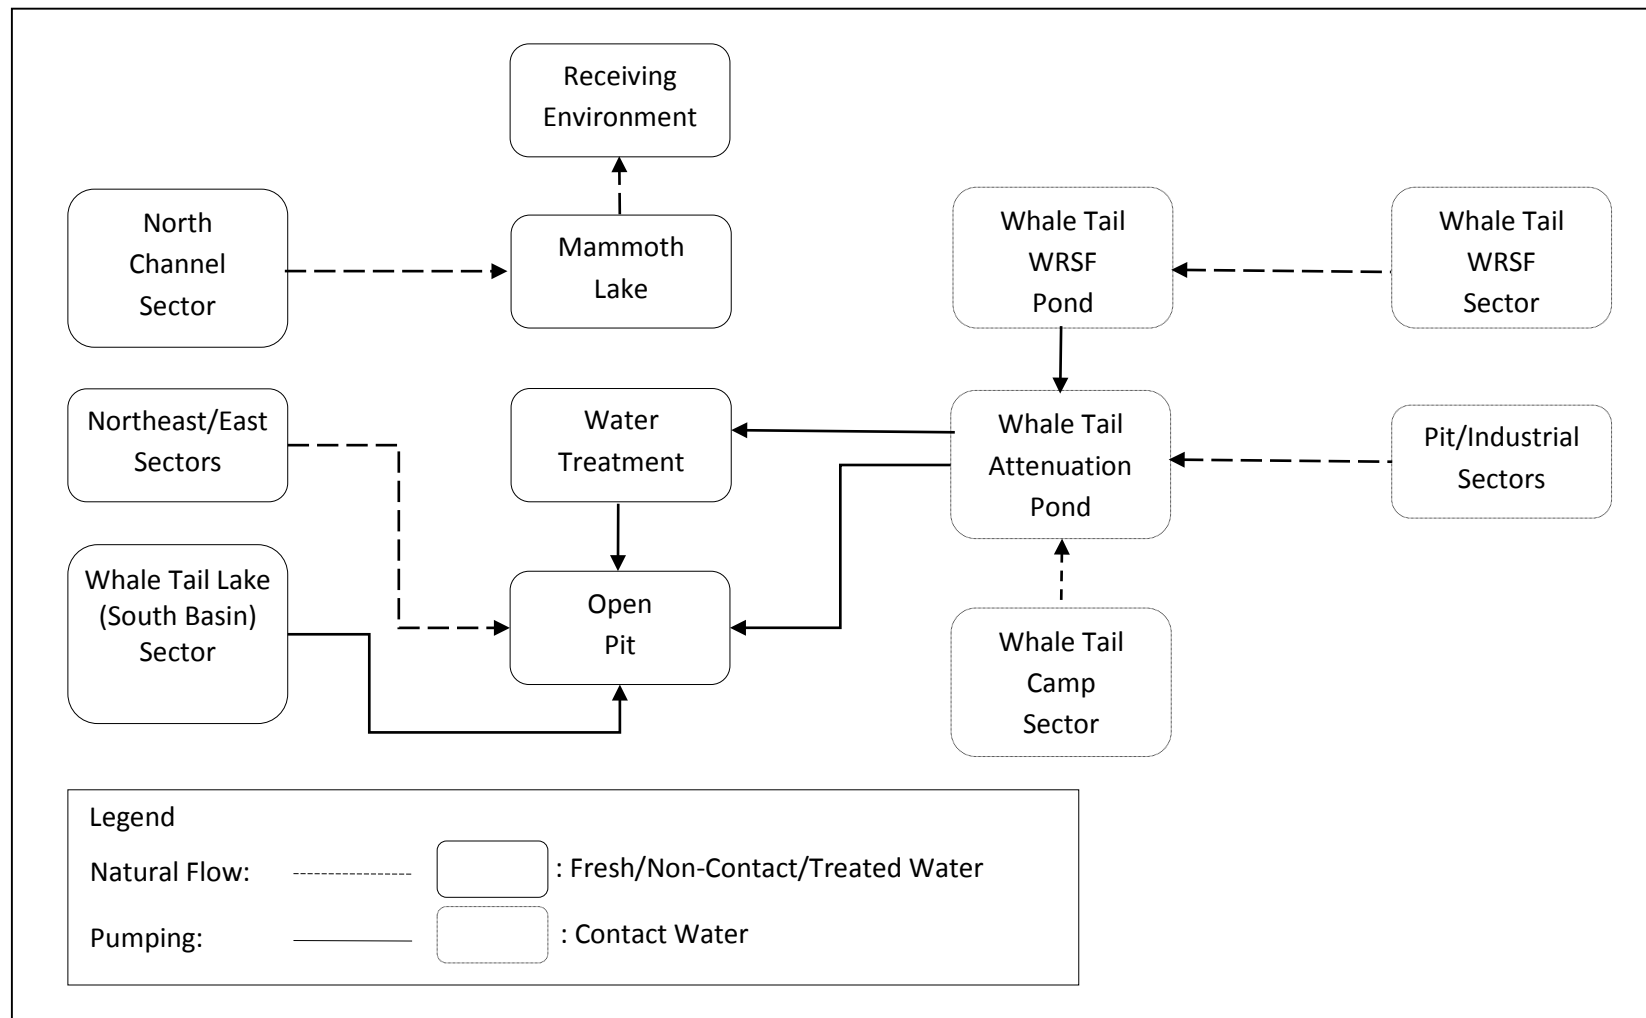 Receiving
Environment
North
Channel
Sector
Mammoth
Lake
Whale Tail
WRSF
Pond
Whale Tail
WRSF
Sector
Northeast/East
Sectors
Water
Treatment
Whale Tail
Attenuation
Pond
Pit/Industrial
Sectors
Whale Tail Lake
(South Basin)
Sector
Open
Pit
Whale Tail
Camp
Sector
Legend
Natural Flow: : Fresh/Non-Contact/Treated Water
Pumping: : Contact Water